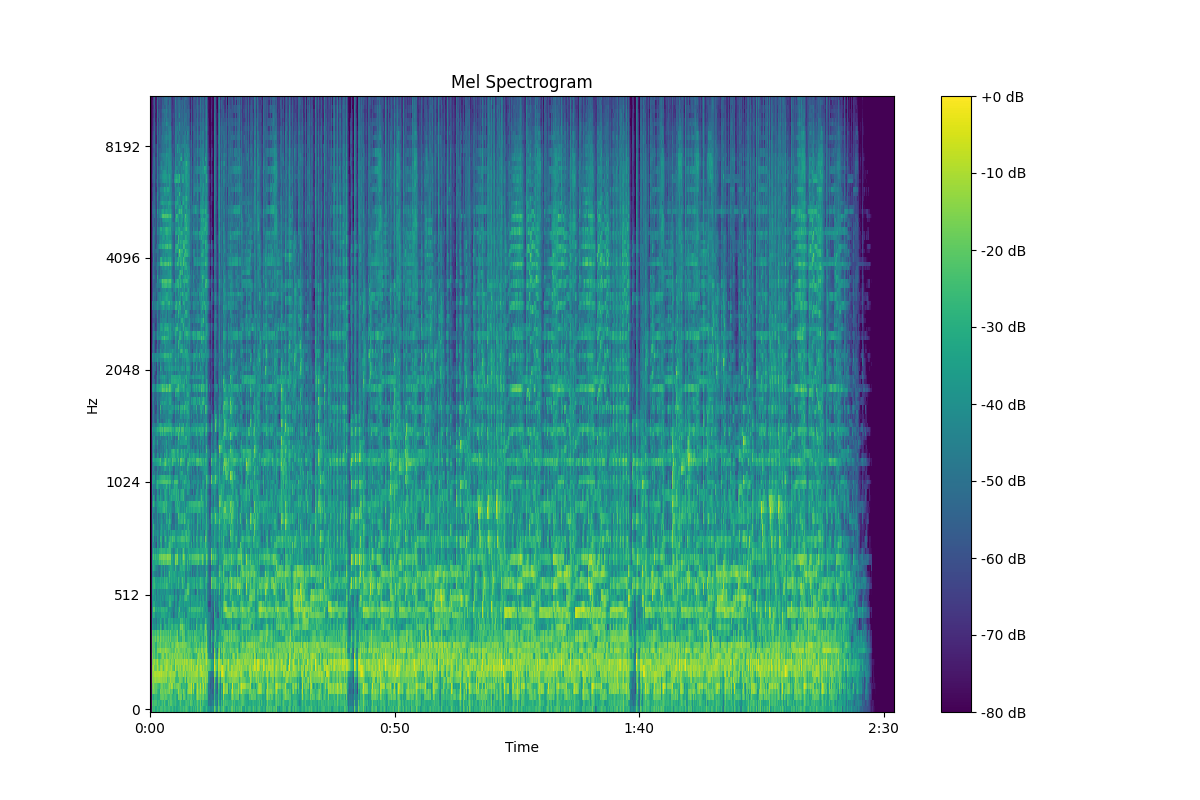 Mel Spectrogram
+0 dB
8192
-10 dB
-20 dB
4096
-30 dB
2048
-40 dB
Hz
1024
-50 dB
-60 dB
512
-70 dB
0
-80 dB
0:00
0:50
1:40
2:30
Time